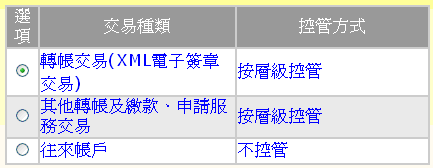 選項 交易種類 控管方式
轉帳交易(XML電子簽章交易) 按層級控管
其他轉帳及繳款、申請服務交易 按層級控管
往來帳戶 不控管